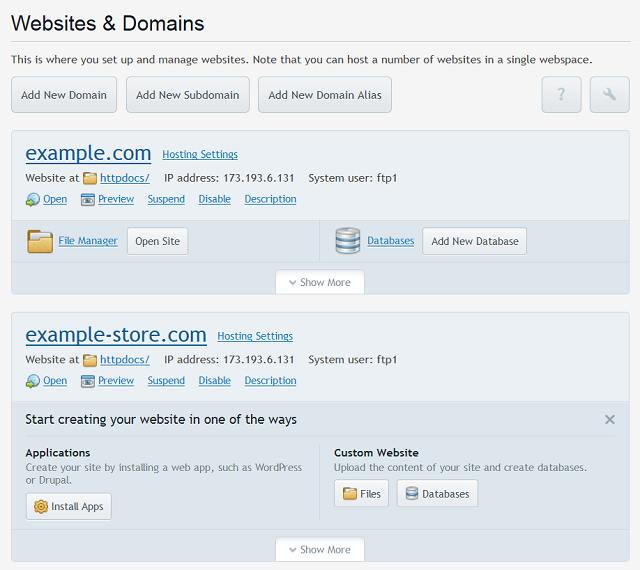 Websites & Domains
This is where you set up and manage websites. Note that you can host a number of websites in a single webspace.
Add New Domain Add New Subdomain Add New Domain Alias ?
example.com Hosting Settings
Website at httpdocs/ IP address: 173.193.6.131 System user: ftp1
Open Preview Suspend Disable Description
File Manager Open Site Databases Add New Database
Show More
example-store.com Hosting Settings
Website at httpdocs/ IP address: 173.193.6.131 System user: ftp1
Open Preview Suspend Disable Description
Start creating your website in one of the ways
Applications
Create your site by installing a web app, such as WordPress
or Drupal.
Install Apps
Custom Website
Upload the content of your site and create databases.
Files Databases
Show More